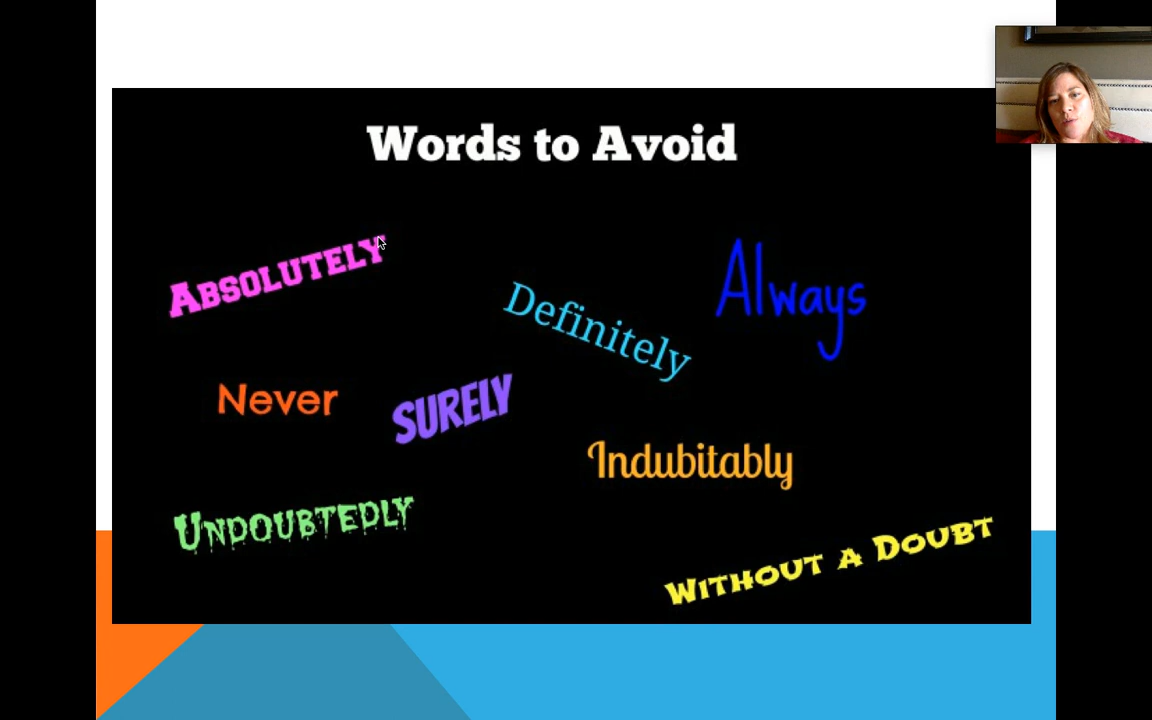 Words to Avoid
Absolutely
Definitely
Always
Never
SURELY
Indubitably
Undoubtedly
Without a Doubt